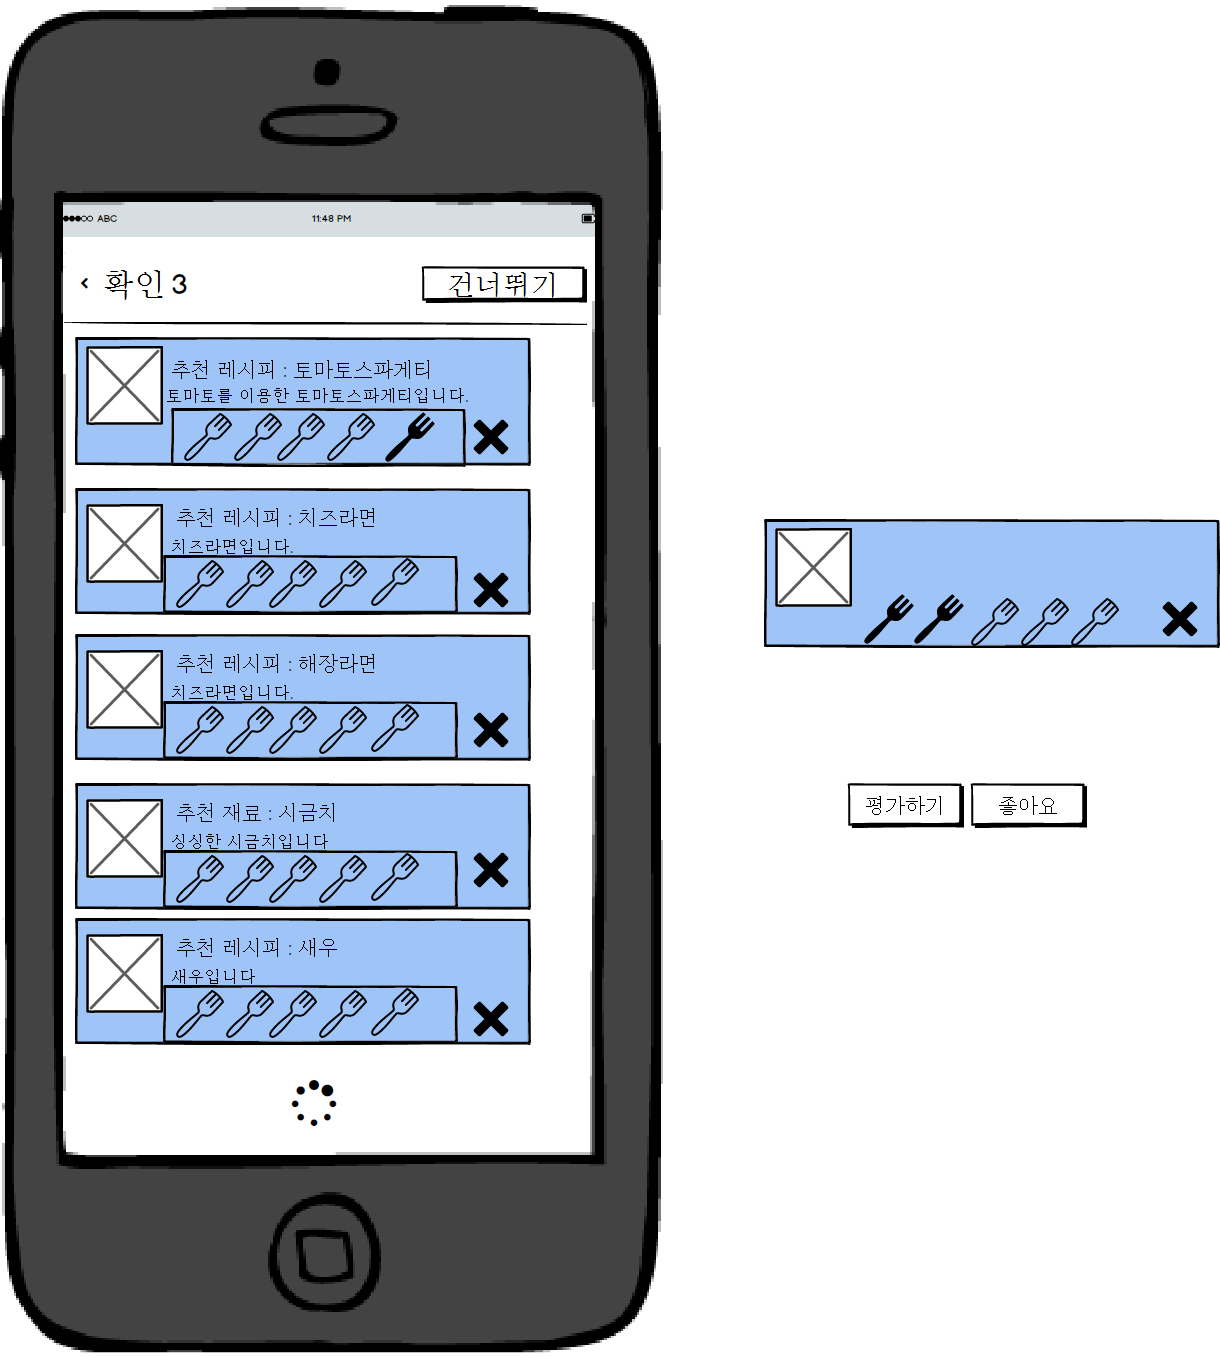 ABC 11:48 PM
< 확인 3 건너뛰기
추천 레시피 : 토마토스파게티
토마토를 이용한 토마토스파게티입니다.
추천 레시피 : 치즈라면
치즈라면입니다.
추천 레시피 : 해장라면
치즈라면입니다.
추천 재료 : 시금치
싱싱한 시금치입니다
추천 레시피 : 새우
새우입니다
평가하기 좋아요